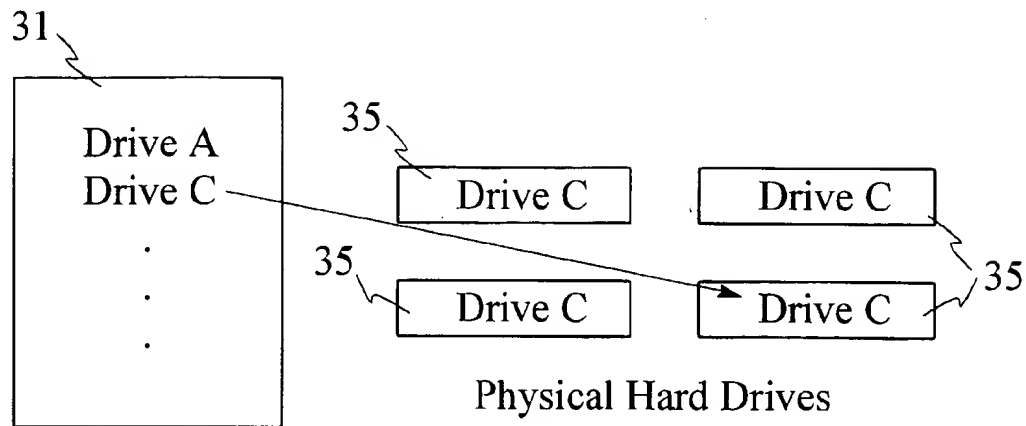 31
Drive A
Drive C
.
.
.
35
Drive C
Drive C
35
Drive C
Drive C
35
Physical Hard Drives